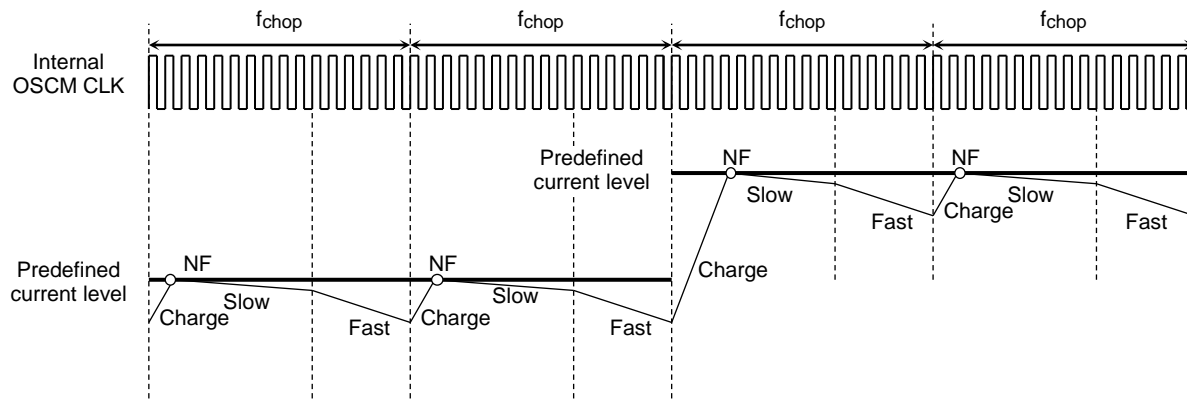 fchop fchop fchop fchop
Internal
OSCM CLK
Predefined
current level
NF NF
Slow Slow
Fast Charge Fast
Charge
Predefined
current level
NF NF
Slow Slow
Charge Fast Charge Fast